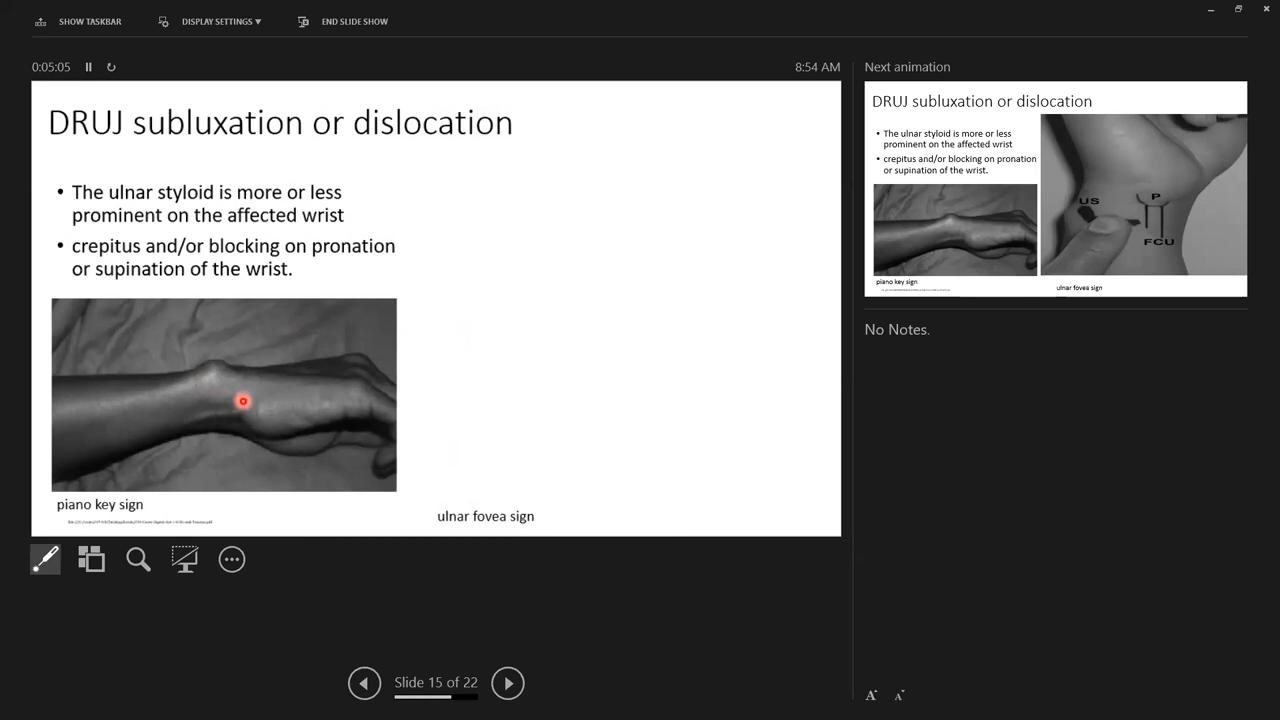 SHOW TASKBAR
DISPLAY SETTINGS ▼
END SLIDE SHOW
0:05:05
8:54 AM
DRUJ subluxation or dislocation
• The ulnar styloid is more or less
prominent on the affected wrist
• crepitus and/or blocking on pronation
or supination of the wrist.
piano key sign
ulnar fovea sign
Slide 15 of 22
Next animation
DRUJ subluxation or dislocation
• The ulnar styloid is more or less
prominent on the affected wrist
• crepitus and/or blocking on pronation
or supination of the wrist.
US
P
FCU
piano key sign
ulnar fovea sign
No Notes.
A
A